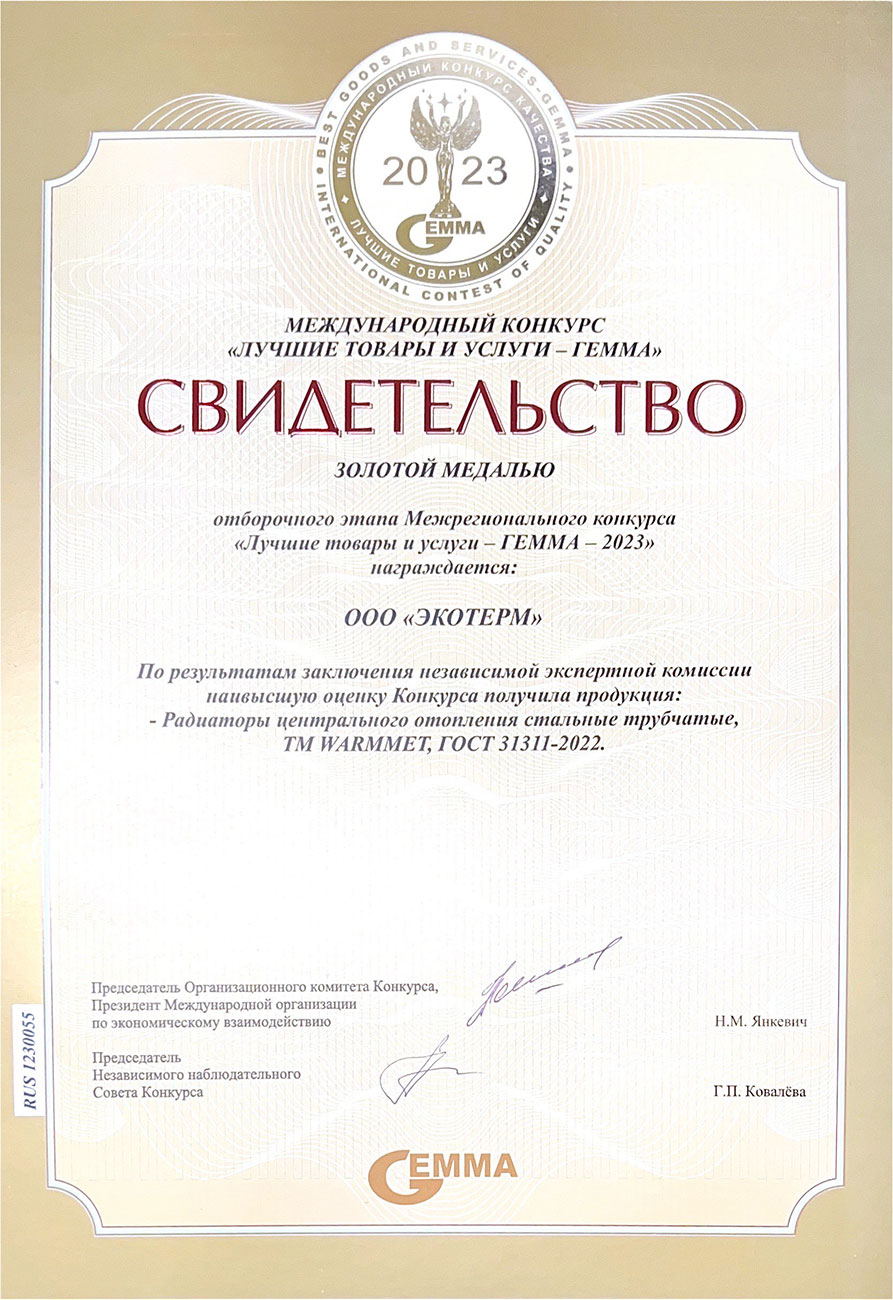 BEST GOODS AND SERVICES-GEMMA
INTERNATIONAL CONTEST OF QUALITY
МЕЖДУНАРОДНЫЙ КОНКУРС КАЧЕСТВА
ЛУЧШИЕ ТОВАРЫ И УСЛУГИ
2023
GEMMA
МЕЖДУНАРОДНЫЙ КОНКУРС
«ЛУЧШИЕ ТОВАРЫ И УСЛУГИ – ГЕММА»
СВИДЕТЕЛЬСТВО
ЗОЛОТОЙ МЕДАЛЬЮ
отборочного этапа Межрегионального конкурса
«Лучшие товары и услуги – ГЕММА – 2023»
награждается:
ООО «ЭКОТЕРМ»
По результатам заключения независимой экспертной комиссии
наивысшую оценку Конкурса получила продукция:
- Радиаторы центрального отопления стальные трубчатые,
ТМ WARMMET, ГОСТ 31311-2022.
Председатель Организационного комитета Конкурса,
Президент Международной организации
по экономическому взаимодействию
Н.М. Янкевич
Председатель
Независимого наблюдательного
Совета Конкурса
Г.П. Ковалёва
RUS 1230055
GEMMA